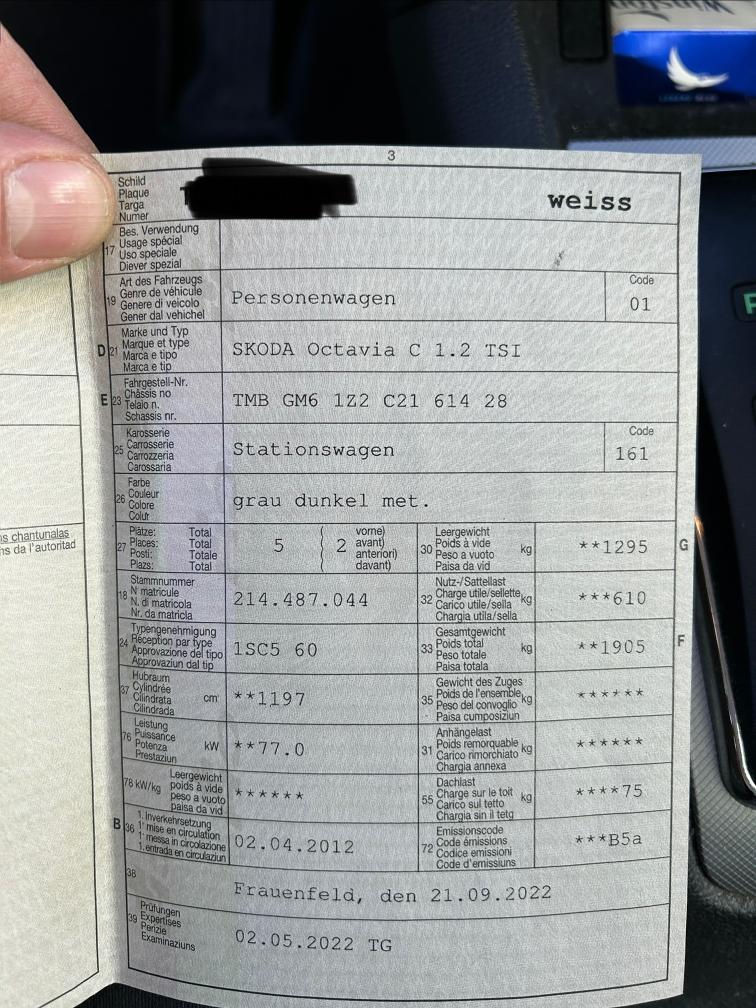 Winston
LEGEND BLUE
3
Schild
Plaque
Targa
Numer
T
weiss
17 Bes. Verwendung
Usage spécial
Uso speciale
Diever spezial
19 Art des Fahrzeugs
Genre de véhicule
Genere di veicolo
Gener dal vehichel
Personenwagen
Code
01
D 21 Marke und Typ
Marque et type
Marca e tipo
Marca e tip
SKODA Octavia C 1.2 TSI
E 23 Fahrgestell-Nr.
Châssis no
Telaio n.
Schassis nr.
TMB GM6 1Z2 C21 614 28
25 Karosserie
Carrosserie
Carrozzeria
Carossaria
Stationswagen
Code
161
26 Farbe
Couleur
Colore
Colur
grau dunkel met.
27 Plätze: Total
Places: Total
Posti: Totale
Plazs: Total
5 ( 2 vorne)
avant)
anteriori)
davant)
30 Leergewicht
Poids à vide
Peso a vuoto
Paisa da vid
kg
**1295
G
18 Stammnummer
N matricule
N. di matricola
Nr. da matricla
214.487.044
32 Nutz-/Sattellast
Charge utile/sellette
Carico utile/sella
Chargia utila/sella
kg
***610
24 Typengenehmigung
Réception par type
Approvazione del tipo
Approvaziun dal tip
1SC5 60
33 Gesamtgewicht
Poids total
Peso totale
Paisa totala
kg
**1905
F
37 Hubraum
Cylindrée
Cilindrata
Cilindrada
cm³
**1197
35 Gewicht des Zuges
Poids de l'ensemble
Peso del convoglio
Paisa cumposiziun
kg
******
76 Leistung
Puissance
Potenza
Prestaziun
kW
**77.0
31 Anhängelast
Poids remorquable
Carico rimorchiato
Chargia annexa
kg
******
78 kW/kg Leergewicht
poids à vide
peso a vuoto
paisa da vid
******
55 Dachlast
Charge sur le toit
Carico sul tetto
Chargia sin il tetg
kg
****75
B 36 1. Inverkehrsetzung
1ʳ mise en circulation
1ʳ messa in circolazione
1. entrada en circulaziun
02.04.2012
72 Emissionscode
Code émissions
Codice emissioni
Code d'emissiuns
***B5a
38
Frauenfeld, den 21.09.2022
39 Prüfungen
Expertises
Perizie
Examinaziuns
02.05.2022 TG
ns chantunalas
ns da l'autoritad
P